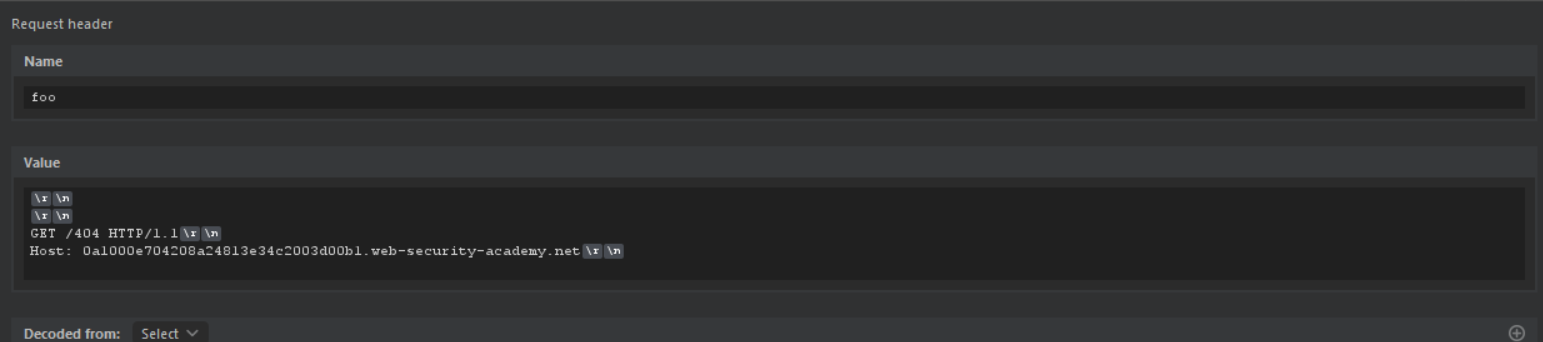 Request header
Name
foo
Value
\r \n
\r \n
GET /404 HTTP/1.1\r \n
Host: 0a1000e704208a24813e34c2003d00b1.web-security-academy.net\r \n
Decoded from: Select